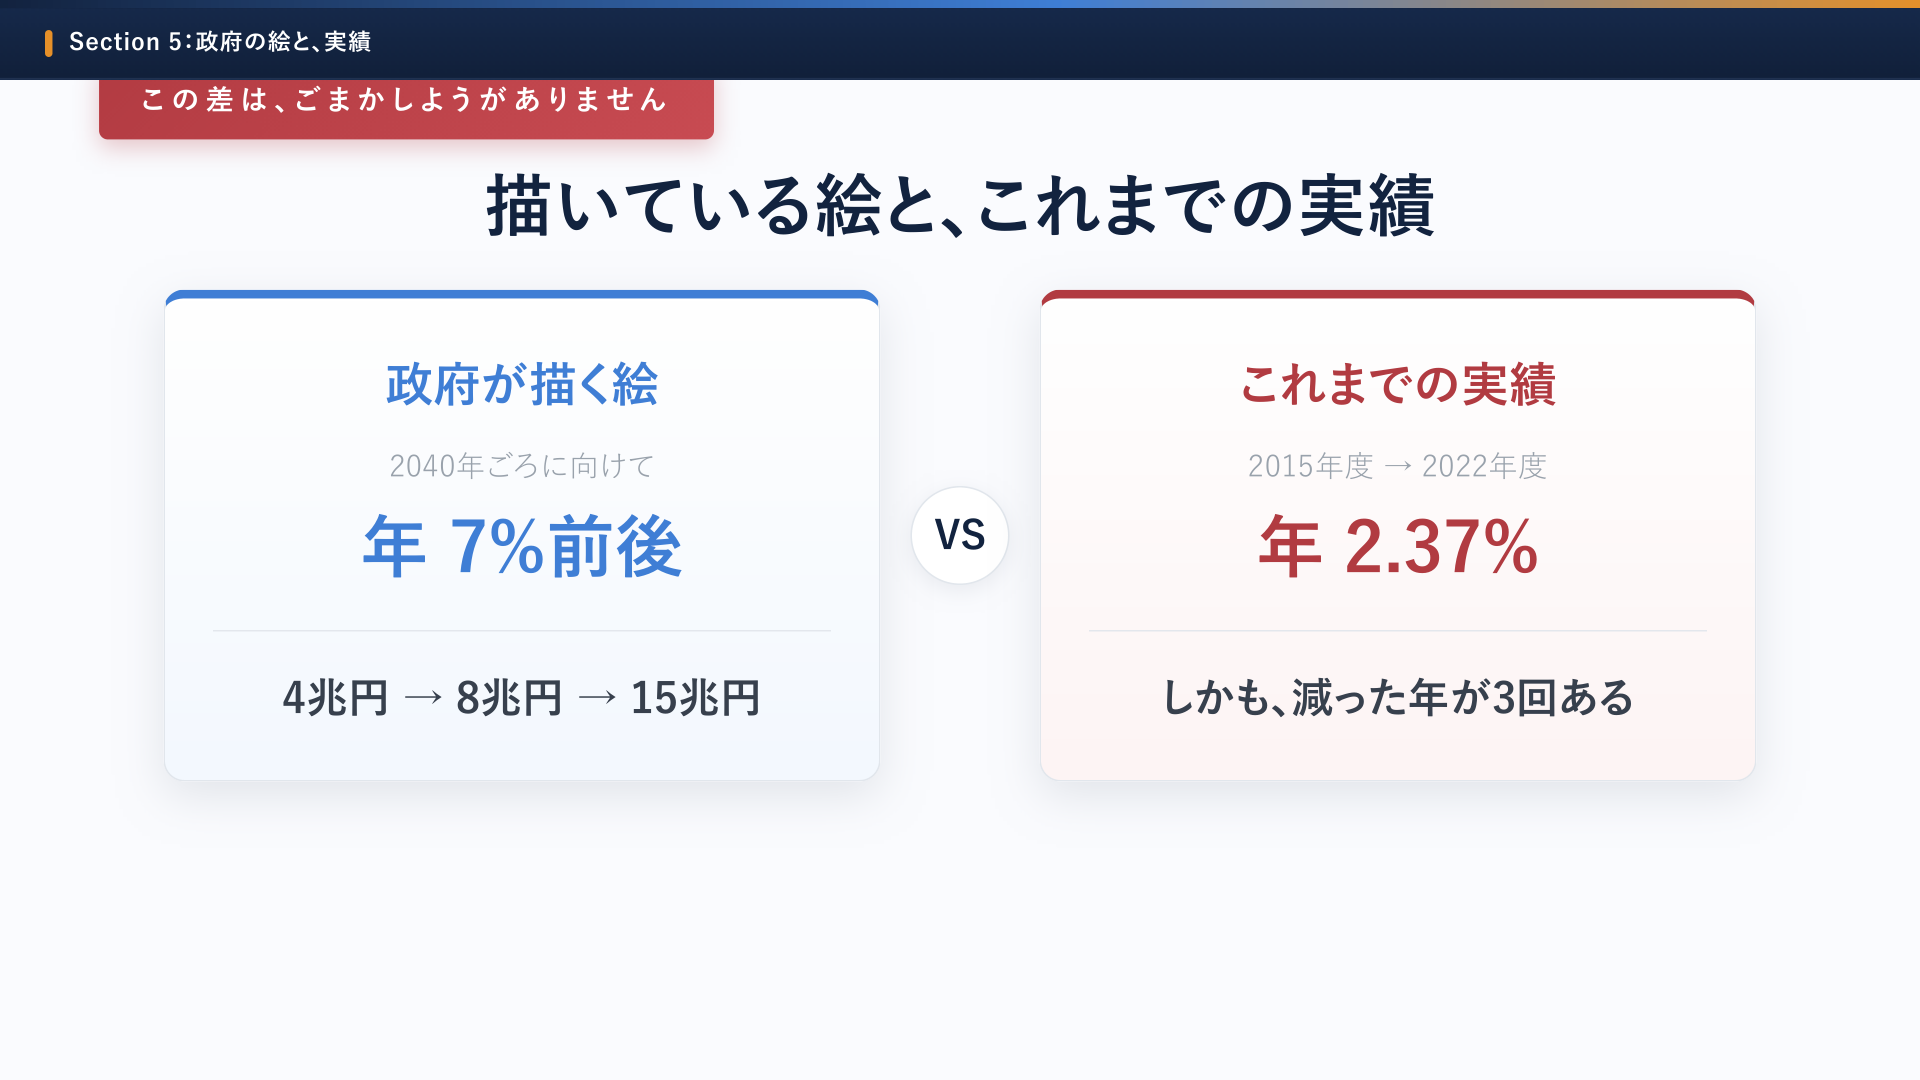 Section 5：政府の絵と、実績
この差は、ごまかしようがありません
描いている絵と、これまでの実績
政府が描く絵
2040年ごろに向けて
年 7%前後
4兆円 → 8兆円 → 15兆円
VS
これまでの実績
2015年度 → 2022年度
年 2.37%
しかも、減った年が3回ある